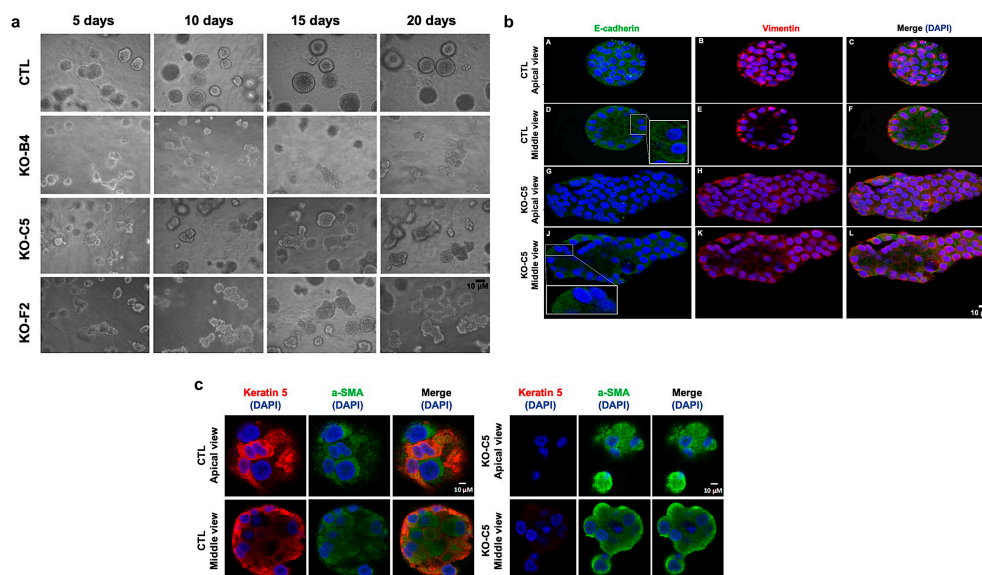 a
5 days 10 days 15 days 20 days
CTL
KO-B4
KO-C5
10 µM
KO-F2
b
E-cadherin Vimentin Merge (DAPI)
CTL
Apical view
A B C
CTL
Middle view
D E F
KO-C5
Apical view
G H I
KO-C5
Middle view
J K L
10 µ
c
Keratin 5 a-SMA Merge
(DAPI) (DAPI) (DAPI)
CTL
Apical view
10 µM
CTL
Middle view
Keratin 5 a-SMA Merge
(DAPI) (DAPI) (DAPI)
KO-C5
Apical view
10 µM
KO-C5
Middle view